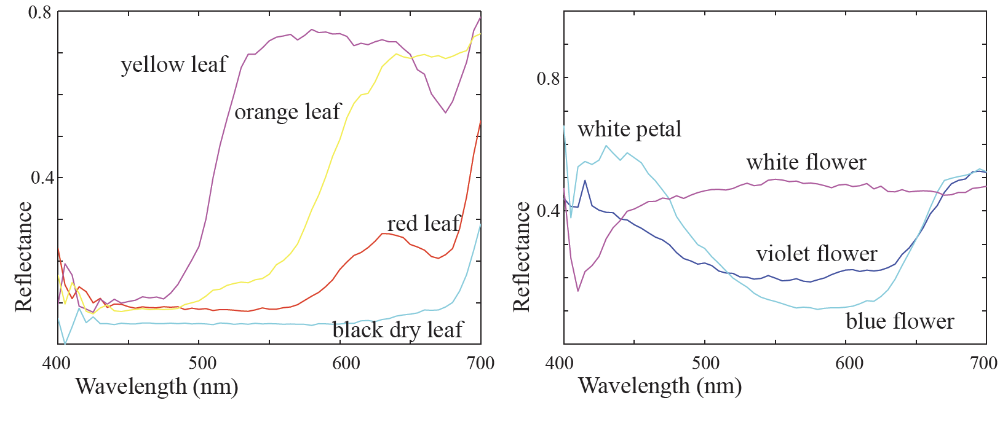 0.8
yellow leaf
orange leaf
0.4
red leaf
Reflectance
black dry leaf
400 500 600 700
Wavelength (nm)
0.8
white petal
white flower
0.4
violet flower
Reflectance
blue flower
400 500 600 700
Wavelength (nm)